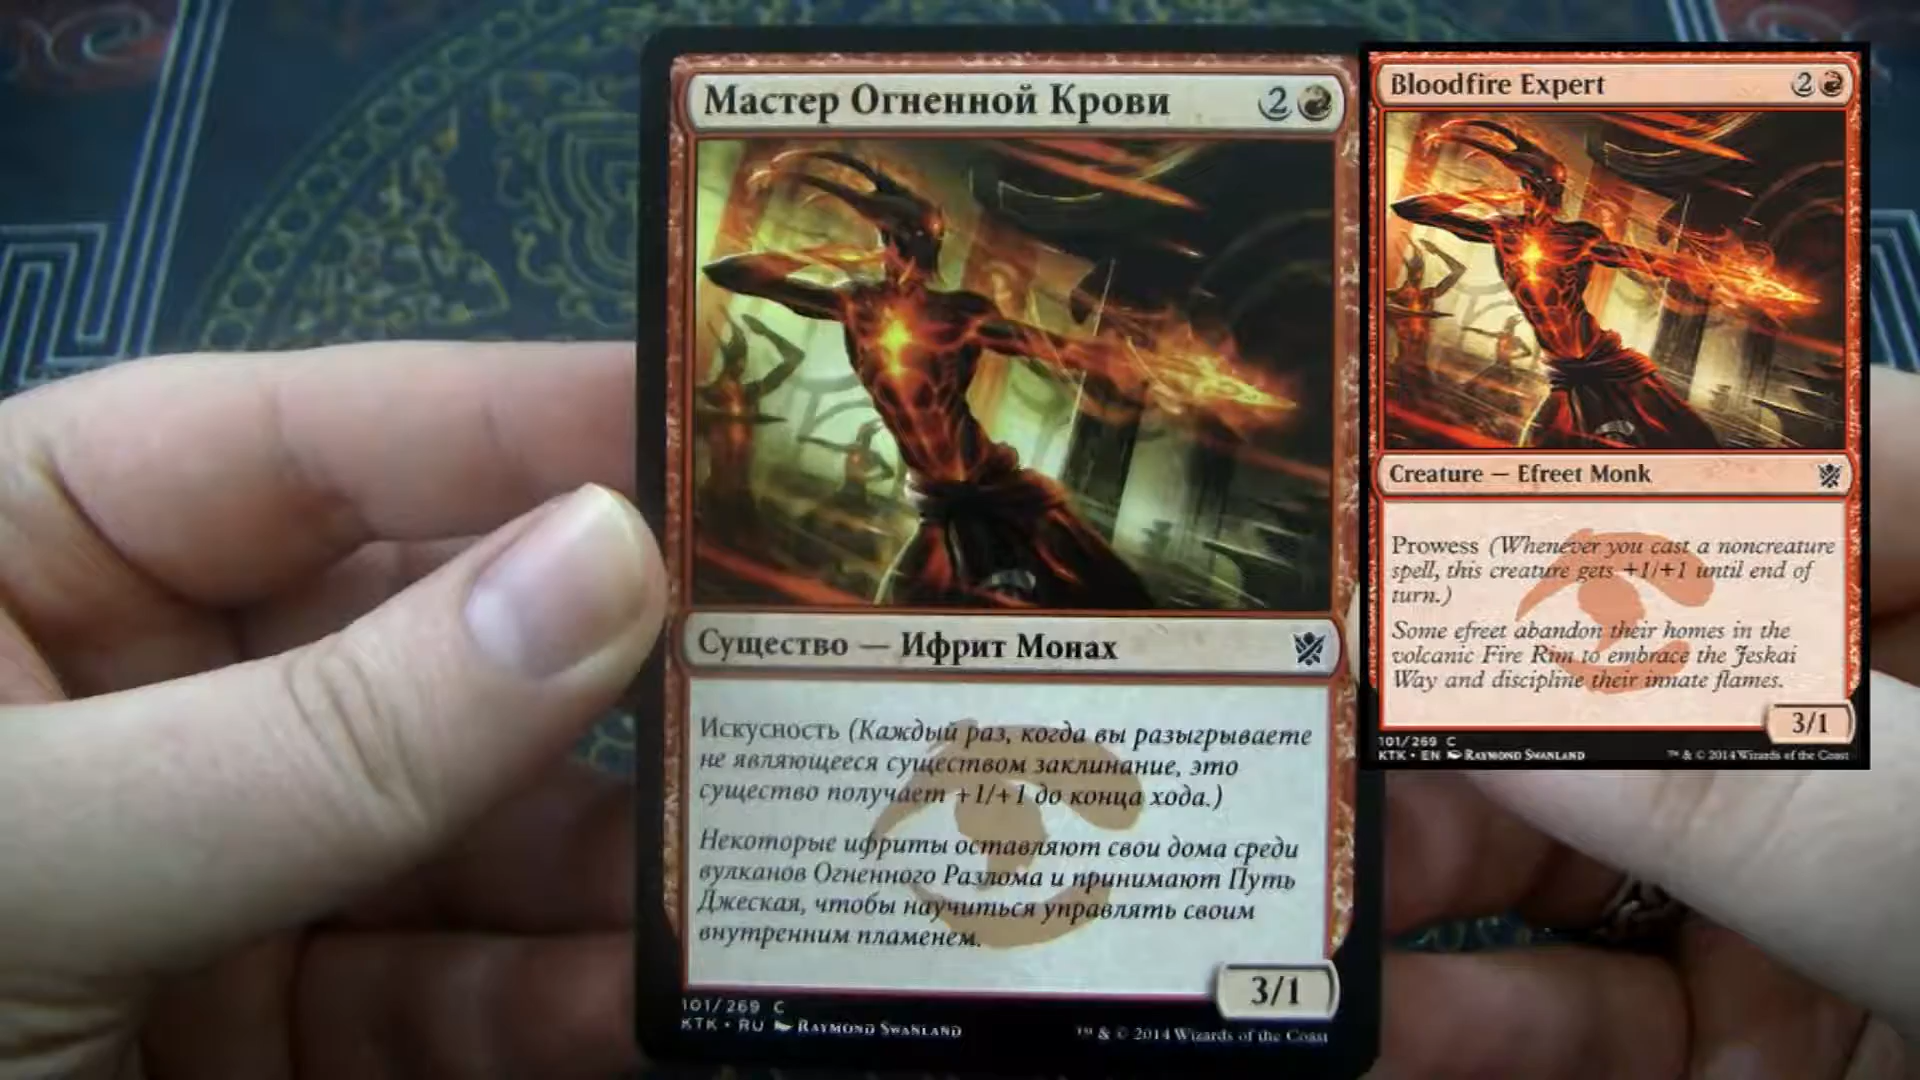 Мастер Огненной Крови 2
Существо — Ифрит Монах
Искусность (Каждый раз, когда вы разыгрываете
не являющееся существом заклинание, это
существо получает +1/+1 до конца хода.)
Некоторые ифриты оставляют свои дома среди
вулканов Огненного Разлома и принимают Путь
Джеская, чтобы научиться управлять своим
внутренним пламенем.
3/1
101/269 C
KTK • RU RAYMOND SWANLAND
™ & © 2014 Wizards of the Coast
Bloodfire Expert 2
Creature — Efreet Monk
Prowess (Whenever you cast a noncreature
spell, this creature gets +1/+1 until end of
turn.)
Some efreet abandon their homes in the
volcanic Fire Rim to embrace the Jeskai
Way and discipline their innate flames.
3/1
101/269 C
KTK • EN RAYMOND SWANLAND
™ & © 2014 Wizards of the Coast